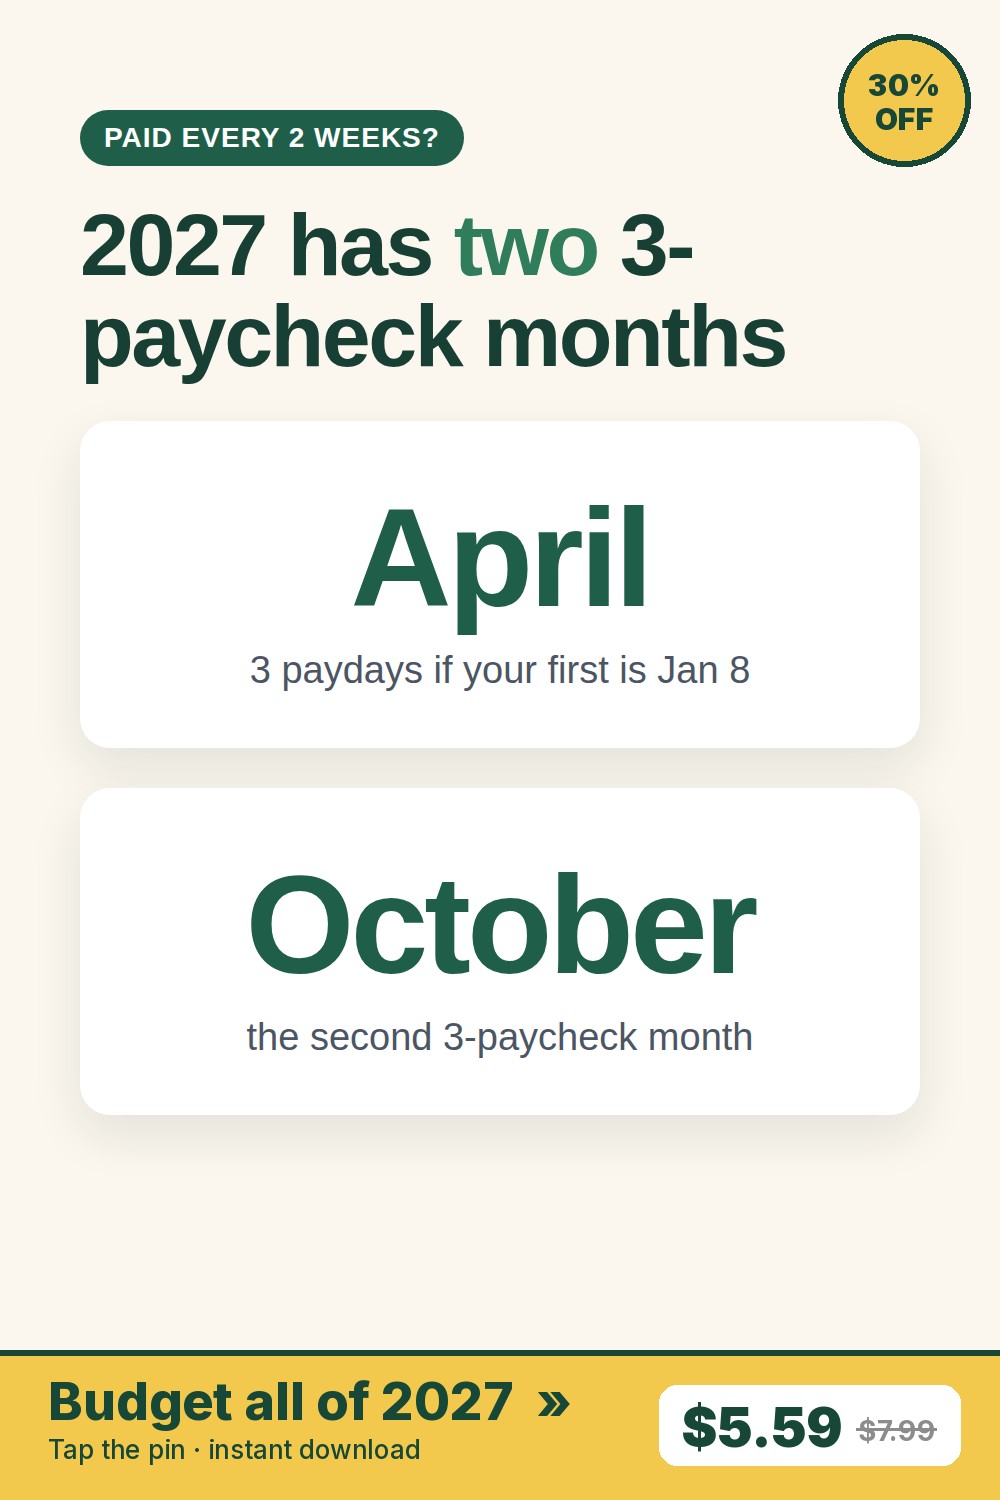 30%
OFF
PAID EVERY 2 WEEKS?
2027 has two 3-
paycheck months
April
3 paydays if your first is Jan 8
October
the second 3-paycheck month
Budget all of 2027 »
Tap the pin · instant download
$5.59 $7.99